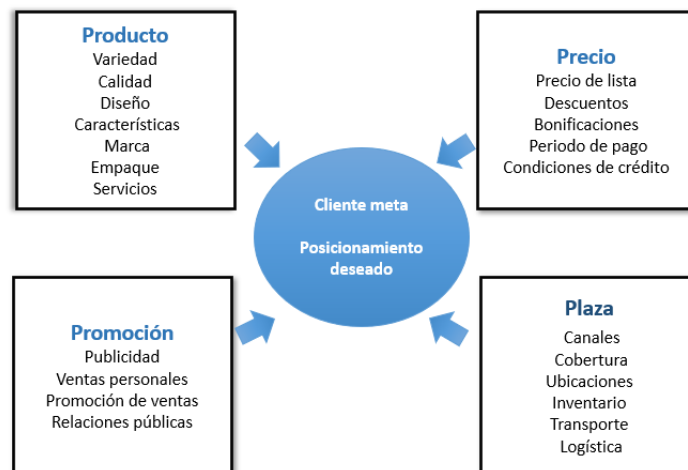 Producto
Variedad
Calidad
Diseño
Características
Marca
Empaque
Servicios
Precio
Precio de lista
Descuentos
Bonificaciones
Periodo de pago
Condiciones de crédito
Cliente meta
Posicionamiento
deseado
Promoción
Publicidad
Ventas personales
Promoción de ventas
Relaciones públicas
Plaza
Canales
Cobertura
Ubicaciones
Inventario
Transporte
Logística